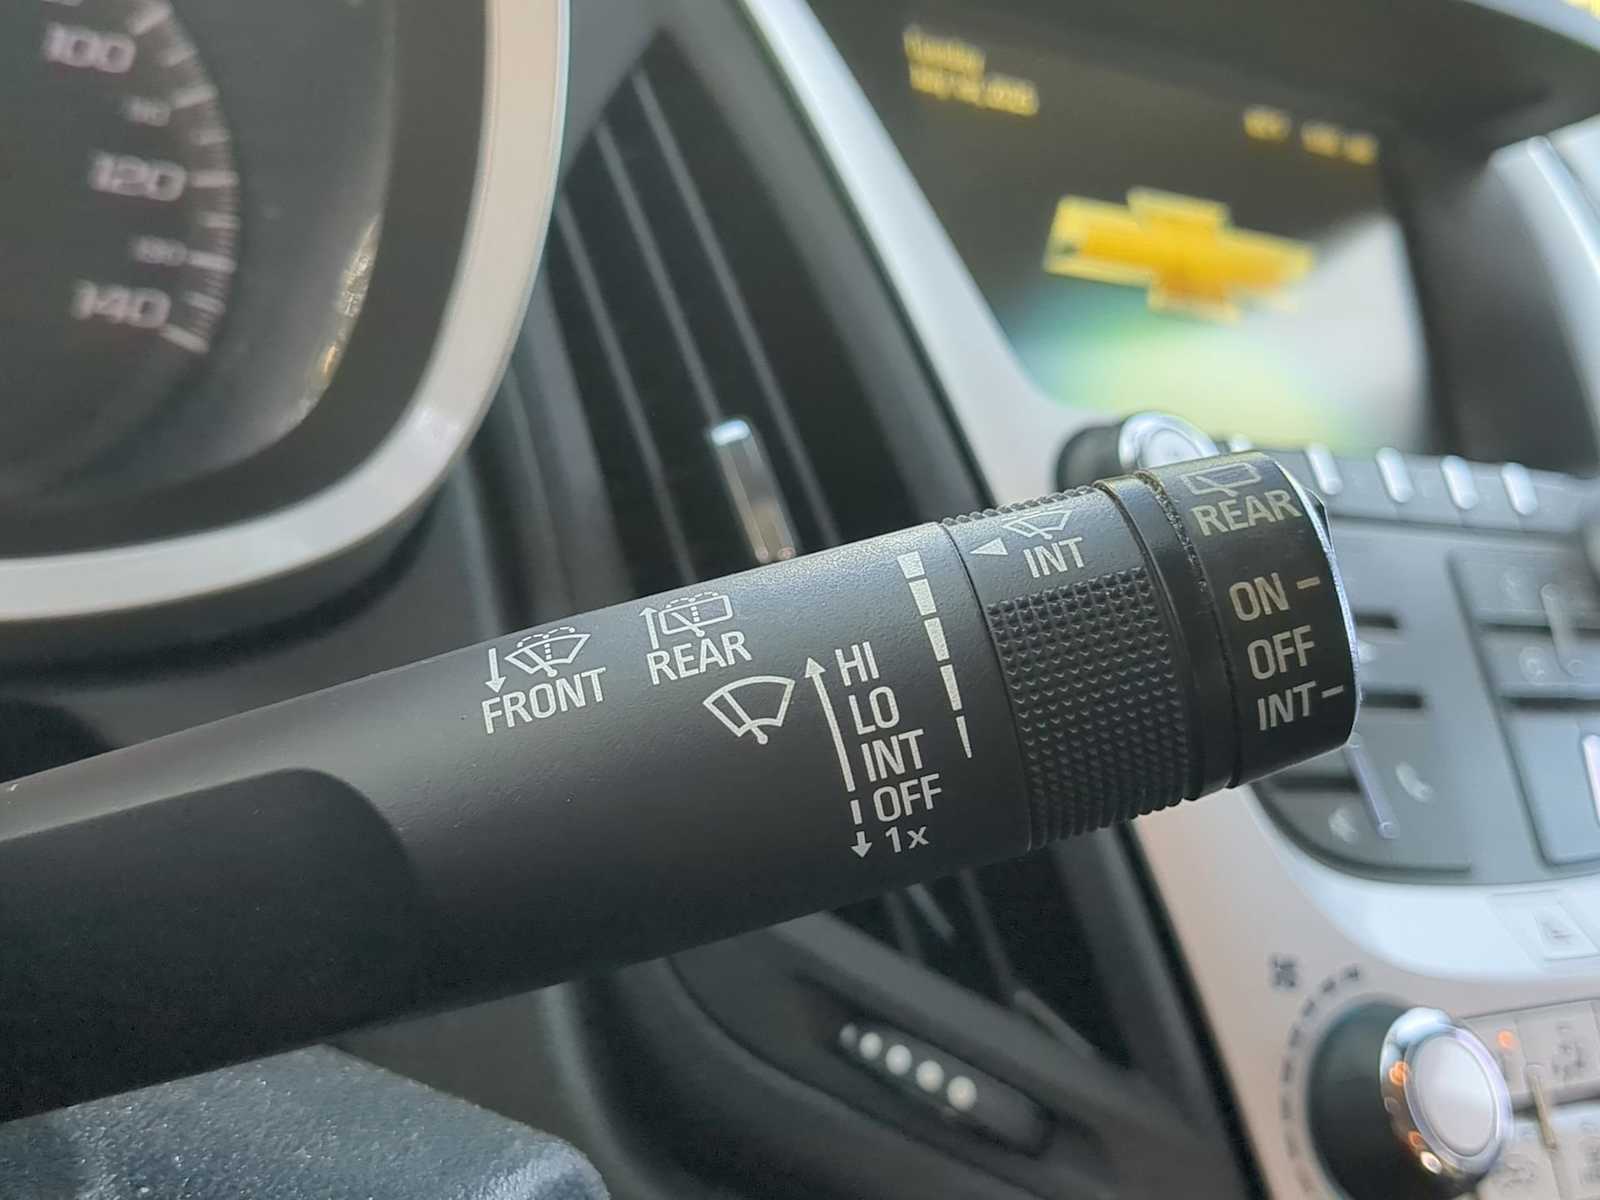 100
120
140
FRONT
REAR
HI
LO
INT
OFF
1x
INT
REAR
ON
OFF
INT